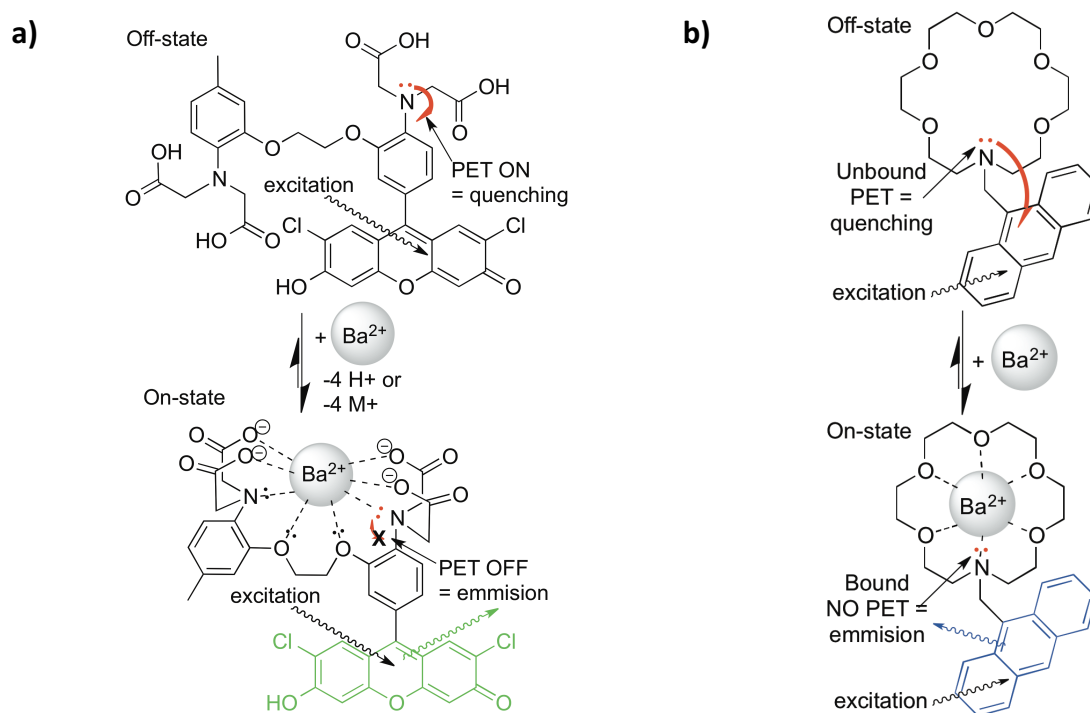 a)
Off-state
OH
O
N
OH
O
O
O
OH
O
N
O
HO
PET ON
= quenching
excitation
Cl
Cl
HO
O
O
+
Ba2+
-4 H+ or
-4 M+
On-state
O
O
⊖
O
O
⊖
Ba2+
⊖
O
O
⊖
O
O
N
N
X
O
O
PET OFF
= emmision
excitation
Cl
Cl
HO
O
O
b)
Off-state
O
O
O
O
O
N
Unbound
PET =
quenching
excitation
+
Ba2+
On-state
O
O
O
Ba2+
O
O
N
Bound
NO PET =
emmision
excitation